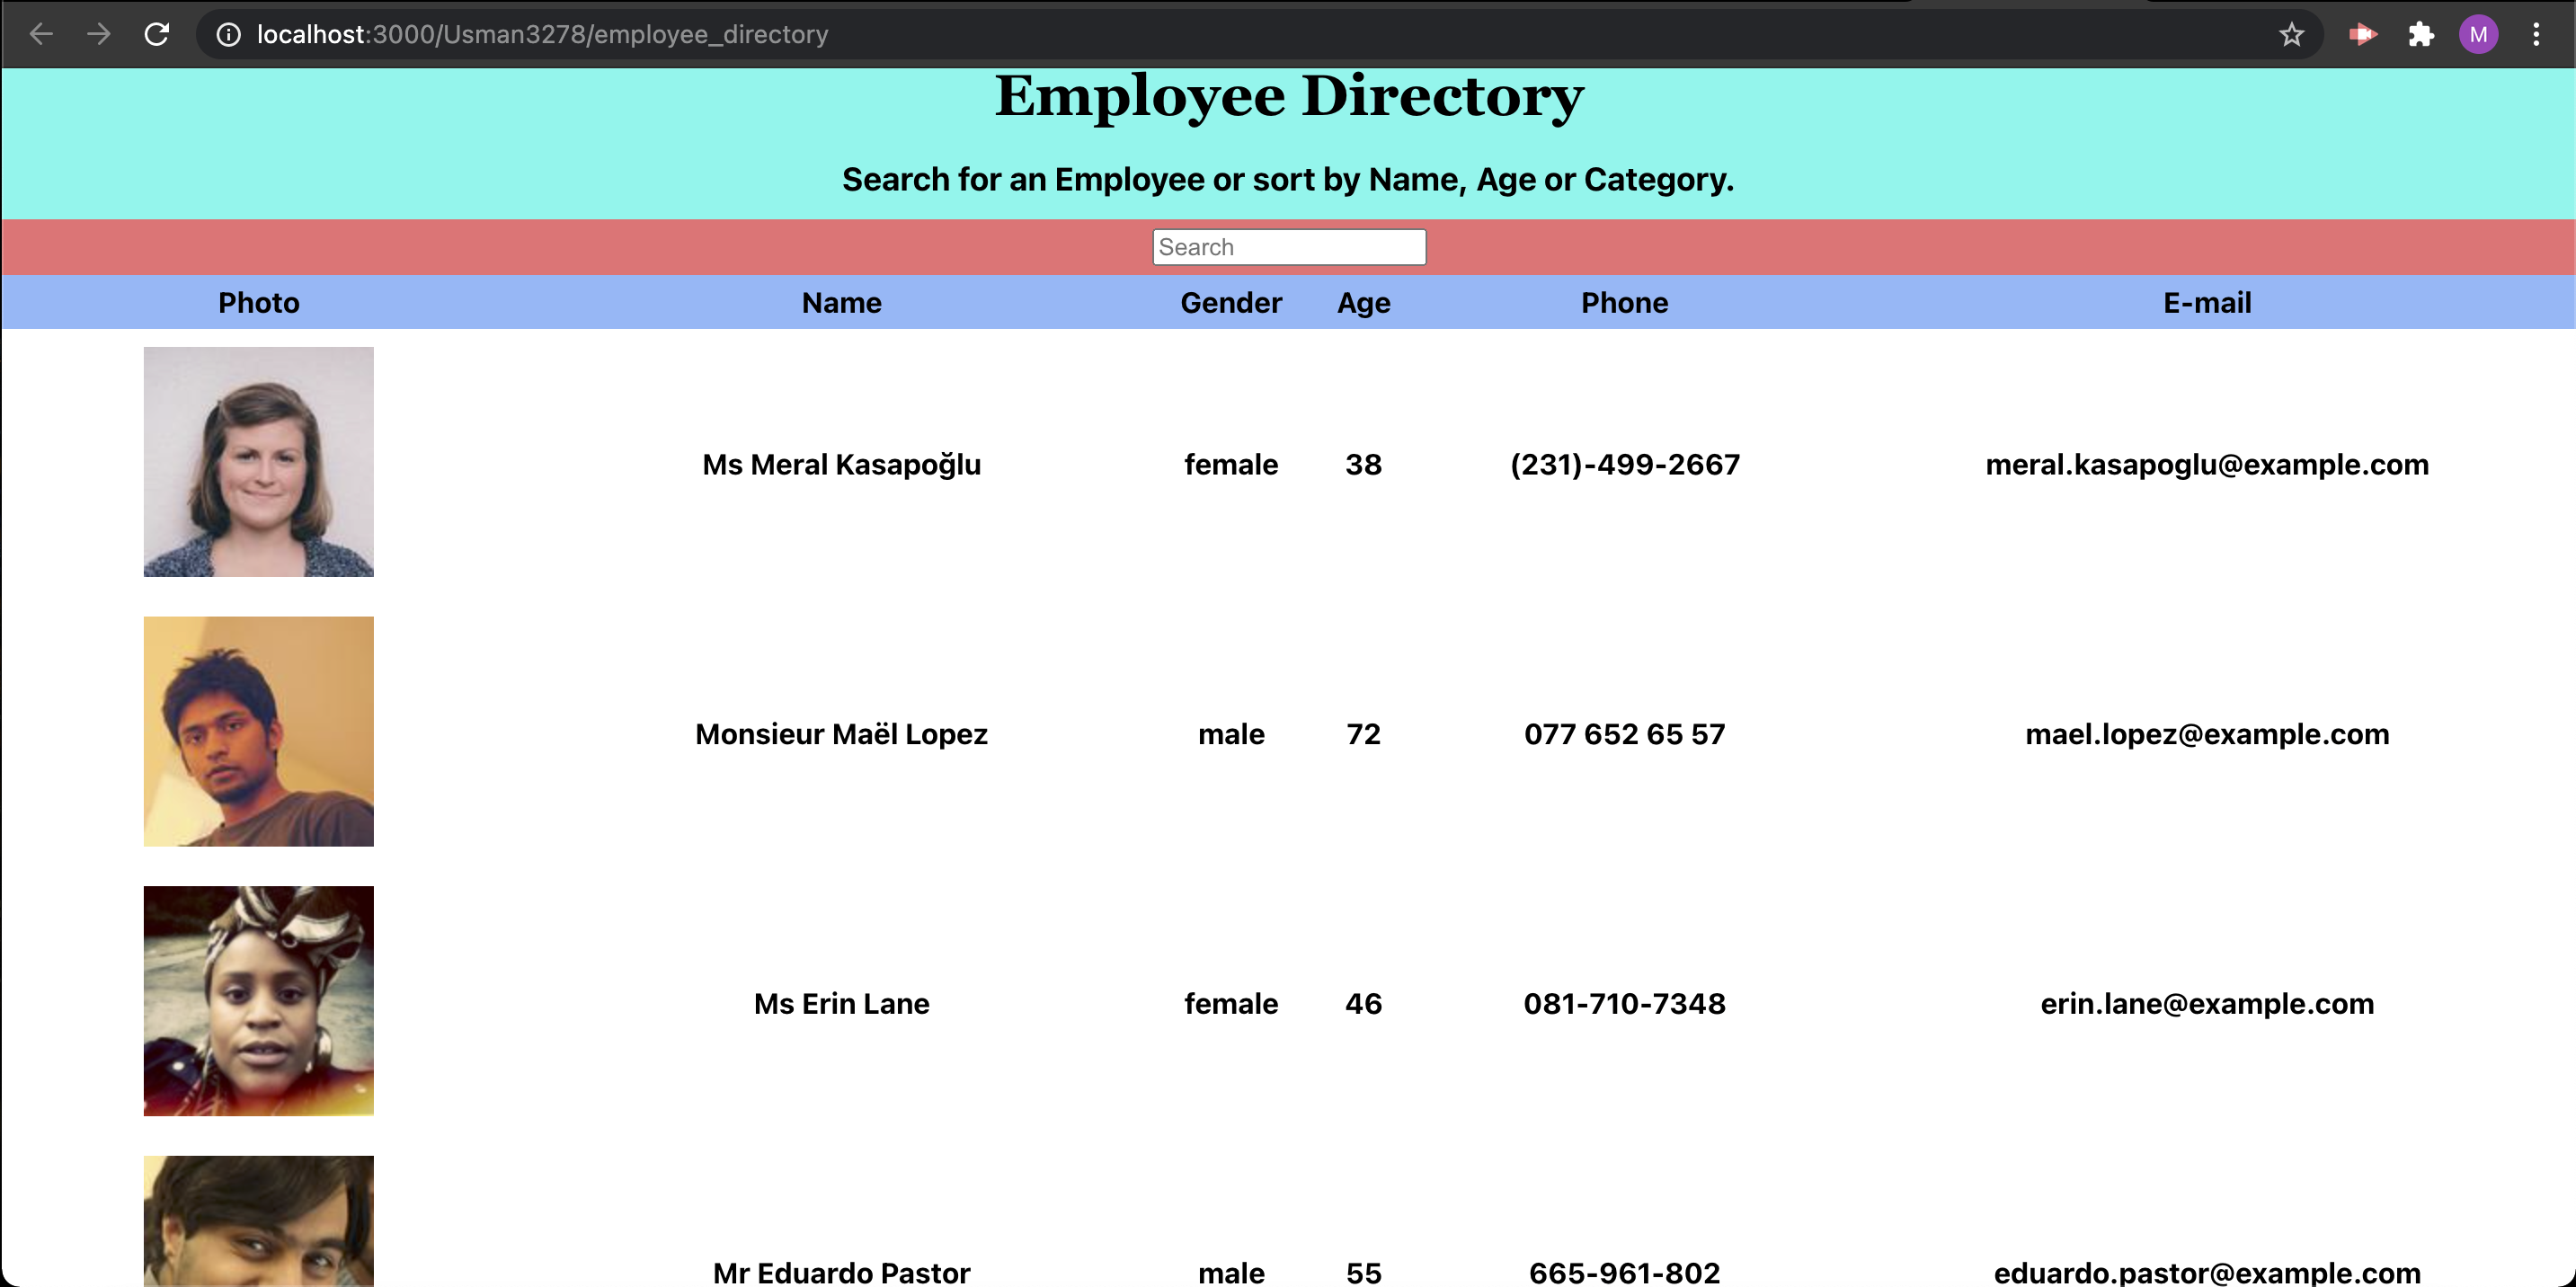 localhost:3000/Usman3278/employee_directory
M
Employee Directory
Search for an Employee or sort by Name, Age or Category.
Search
Photo Name Gender Age Phone E-mail
Ms Meral Kasapoğlu female 38 (231)-499-2667 meral.kasapoglu@example.com
Monsieur Maël Lopez male 72 077 652 65 57 mael.lopez@example.com
Ms Erin Lane female 46 081-710-7348 erin.lane@example.com
Mr Eduardo Pastor male 55 665-961-802 eduardo.pastor@example.com